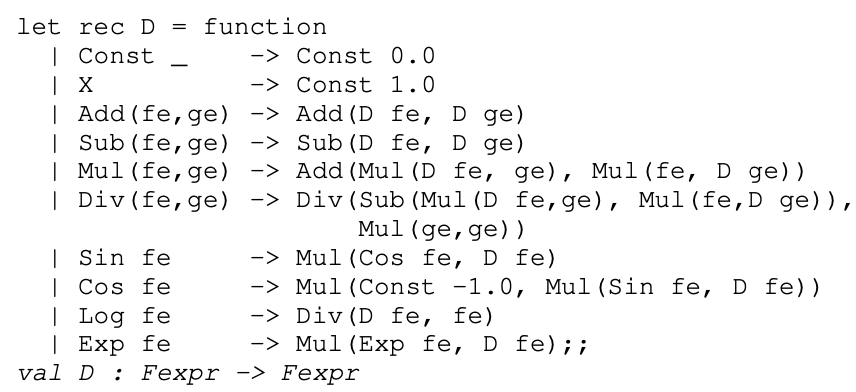 let rec D = function
  | Const _    -> Const 0.0
  | X          -> Const 1.0
  | Add(fe,ge) -> Add(D fe, D ge)
  | Sub(fe,ge) -> Sub(D fe, D ge)
  | Mul(fe,ge) -> Add(Mul(D fe, ge), Mul(fe, D ge))
  | Div(fe,ge) -> Div(Sub(Mul(D fe,ge), Mul(fe,D ge)),
                      Mul(ge,ge))
  | Sin fe     -> Mul(Cos fe, D fe)
  | Cos fe     -> Mul(Const -1.0, Mul(Sin fe, D fe))
  | Log fe     -> Div(D fe, fe)
  | Exp fe     -> Mul(Exp fe, D fe);;
val D : Fexpr -> Fexpr